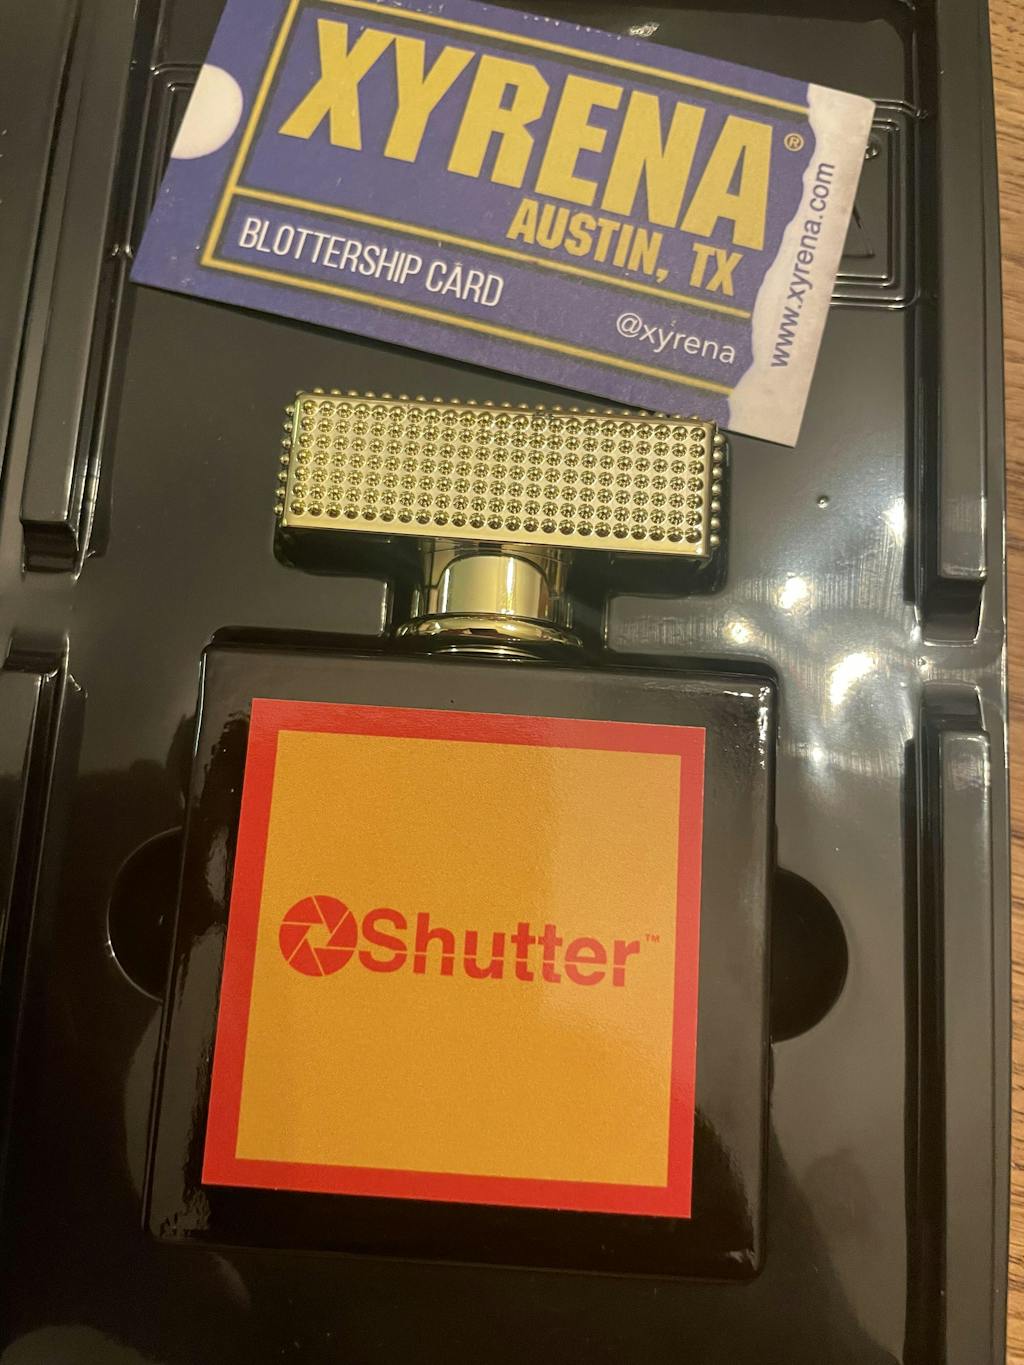 XYRENA®
AUSTIN, TX
BLOTTERSHIP CARD
@xyrena
www.xyrena.com
Shutter™